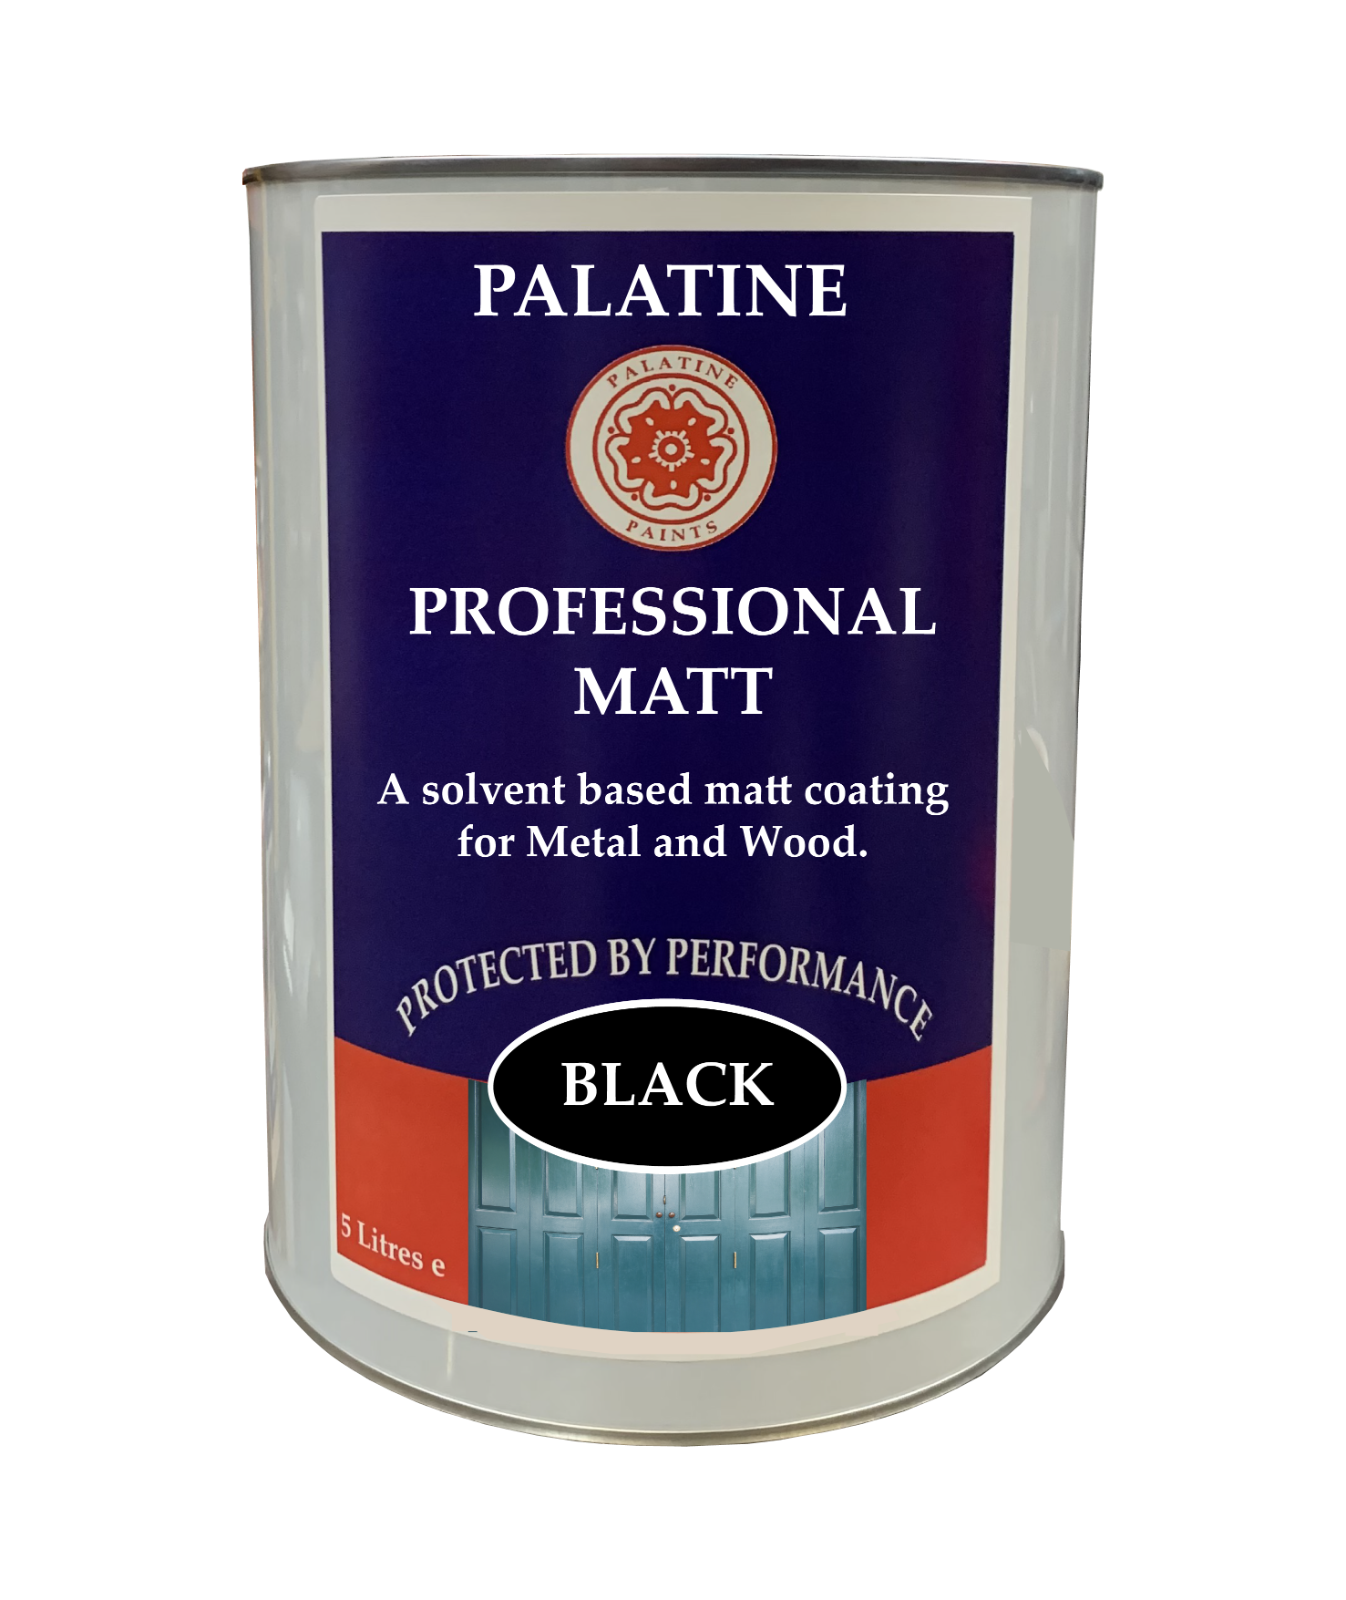 PALATINE
PALATINE
PAINTS
PROFESSIONAL
MATT
A solvent based matt coating
for Metal and Wood.
PROTECTED BY PERFORMANCE
BLACK
5 Litres e